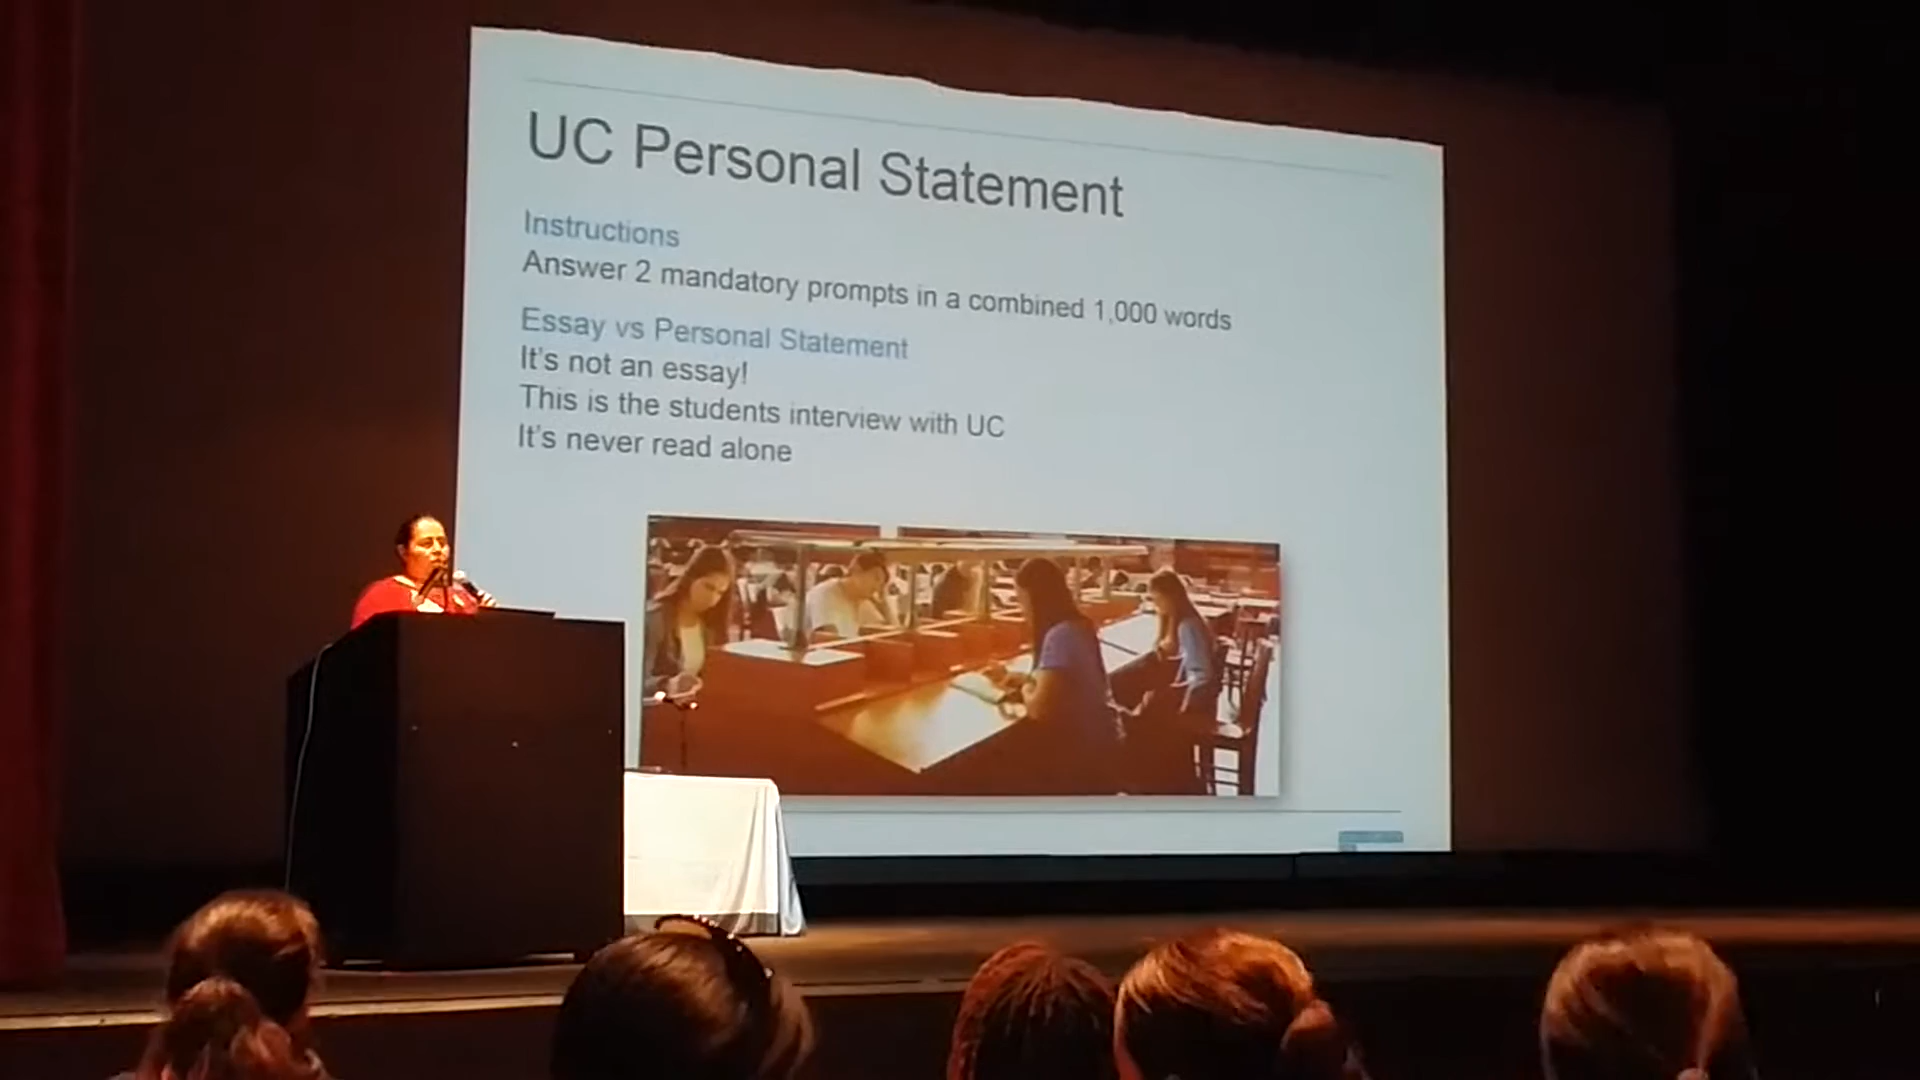 UC Personal Statement
Instructions
Answer 2 mandatory prompts in a combined 1,000 words
Essay vs Personal Statement
It's not an essay!
This is the students interview with UC
It's never read alone